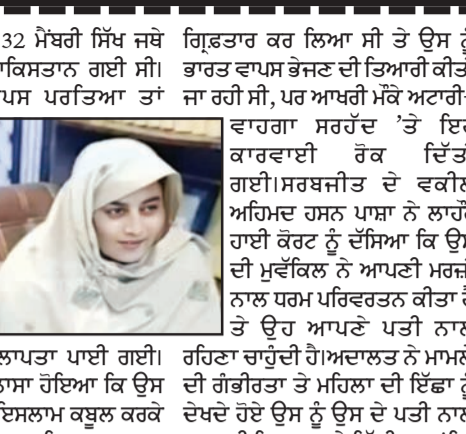 32 ਮੈਂਬਰੀ ਸਿੱਖ ਜਥੇ
ਾਕਿਸਤਾਨ ਗਈ ਸੀ।
ਪਸ ਪਰਤਿਆ ਤਾਂ
ਲਾਪਤਾ ਪਾਈ ਗਈ।
ਲਾਸਾ ਹੋਇਆ ਕਿ ਉਸ
ਇਸਲਾਮ ਕਬੂਲ ਕਰਕੇ
ਗ੍ਰਿਫ਼ਤਾਰ ਕਰ ਲਿਆ ਸੀ ਤੇ ਉਸ ਨੂੰ
ਭਾਰਤ ਵਾਪਸ ਭੇਜਣ ਦੀ ਤਿਆਰੀ ਕੀਤੀ
ਜਾ ਰਹੀ ਸੀ, ਪਰ ਆਖਰੀ ਮੌਕੇ ਅਟਾਰੀ-
ਵਾਹਗਾ ਸਰਹੱਦ ’ਤੇ ਇਹ
ਕਾਰਵਾਈ ਰੋਕ ਦਿੱਤੀ
ਗਈ।ਸਰਬਜੀਤ ਦੇ ਵਕੀਲ
ਅਹਿਮਦ ਹਸਨ ਪਾਸ਼ਾ ਨੇ ਲਾਹੌਰ
ਹਾਈ ਕੋਰਟ ਨੂੰ ਦੱਸਿਆ ਕਿ ਉਸ
ਦੀ ਮੁਵੱਕਿਲ ਨੇ ਆਪਣੀ ਮਰਜ਼ੀ
ਨਾਲ ਧਰਮ ਪਰਿਵਰਤਨ ਕੀਤਾ ਹੈ
ਤੇ ਉਹ ਆਪਣੇ ਪਤੀ ਨਾਲ
ਰਹਿਣਾ ਚਾਹੁੰਦੀ ਹੈ।ਅਦਾਲਤ ਨੇ ਮਾਮਲੇ
ਦੀ ਗੰਭੀਰਤਾ ਤੇ ਮਹਿਲਾ ਦੀ ਇੱਛਾ ਨੂੰ
ਦੇਖਦੇ ਹੋਏ ਉਸ ਨੂੰ ਉਸ ਦੇ ਪਤੀ ਨਾਲ